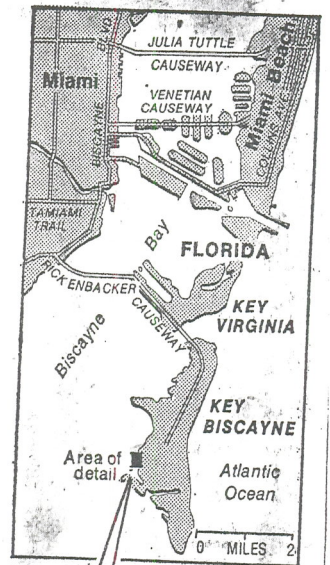 BLVD
JULIA TUTTLE
CAUSEWAY
Miami
Miami Beach
VENETIAN
CAUSEWAY
COLLINS AVE
BISCAYNE
TAMIAMI
TRAIL
Bay
FLORIDA
RICKENBACKER
CAUSEWAY
KEY
VIRGINIA
Biscayne
KEY
BISCAYNE
Area of
detail
Atlantic
Ocean
0 MILES 2